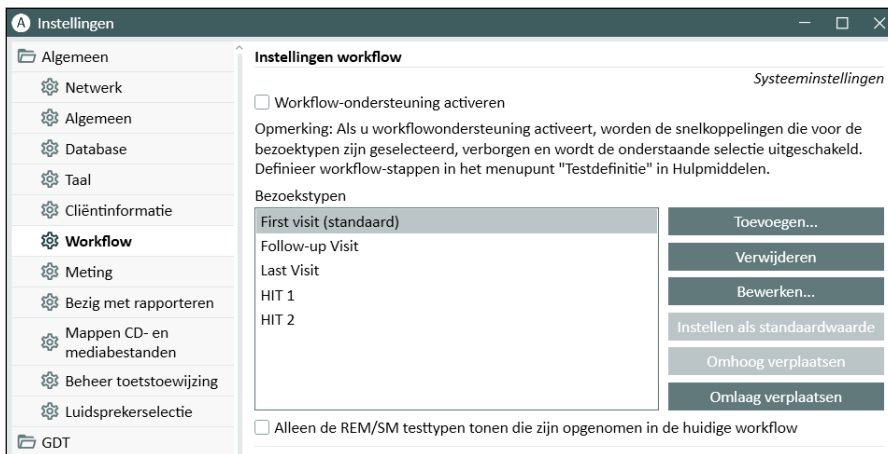 A Instellingen
Algemeen
Netwerk
Algemeen
Database
Taal
Cliëntinformatie
Workflow
Meting
Bezig met rapporteren
Mappen CD- en
mediabestanden
Beheer toetstoewijzing
Luidsprekerselectie
GDT
Instellingen workflow
Systeeminstellingen
Workflow-ondersteuning activeren
Opmerking: Als u workflowondersteuning activeert, worden de snelkoppelingen die voor de
bezoektypen zijn geselecteerd, verborgen en wordt de onderstaande selectie uitgeschakeld.
Definieer workflow-stappen in het menupunt "Testdefinitie" in Hulpmiddelen.
Bezoekstypen
First visit (standaard)
Follow-up Visit
Last Visit
HIT 1
HIT 2
Toevoegen...
Verwijderen
Bewerken...
Instellen als standaardwaarde
Omhoog verplaatsen
Omlaag verplaatsen
Alleen de REM/SM testtypen tonen die zijn opgenomen in de huidige workflow